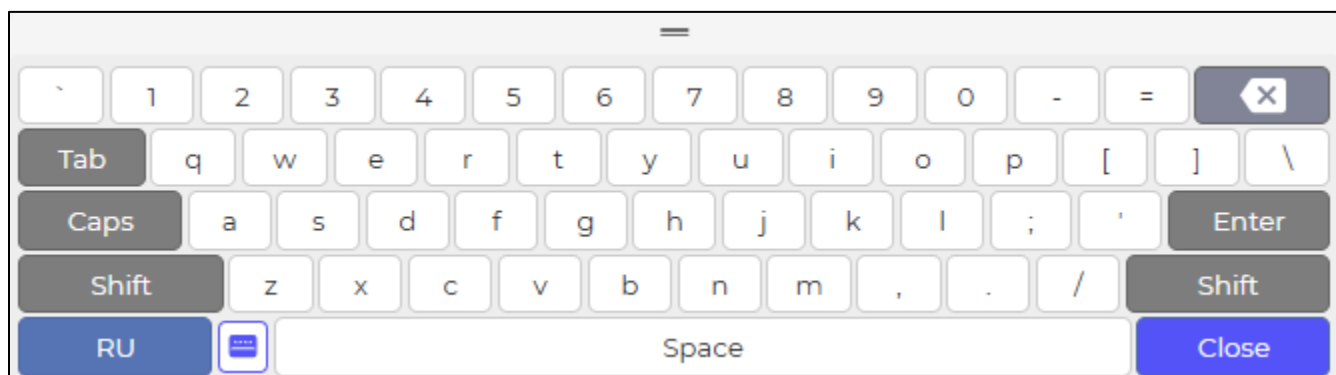 ` 1 2 3 4 5 6 7 8 9 0 - =
Tab q w e r t y u i o p [ ] \
Caps a s d f g h j k l ; ' Enter
Shift z x c v b n m , . / Shift
RU Space Close